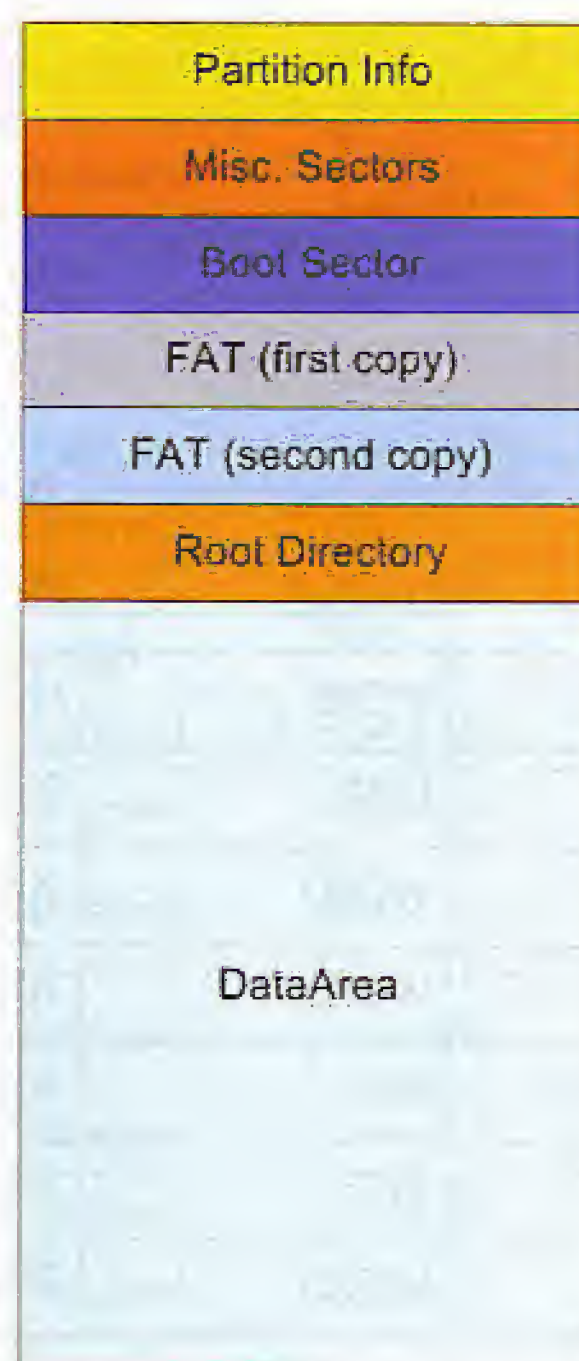 Partition Info
Misc. Sectors
Boot Sector
FAT (first copy)
FAT (second copy)
Root Directory
DataArea